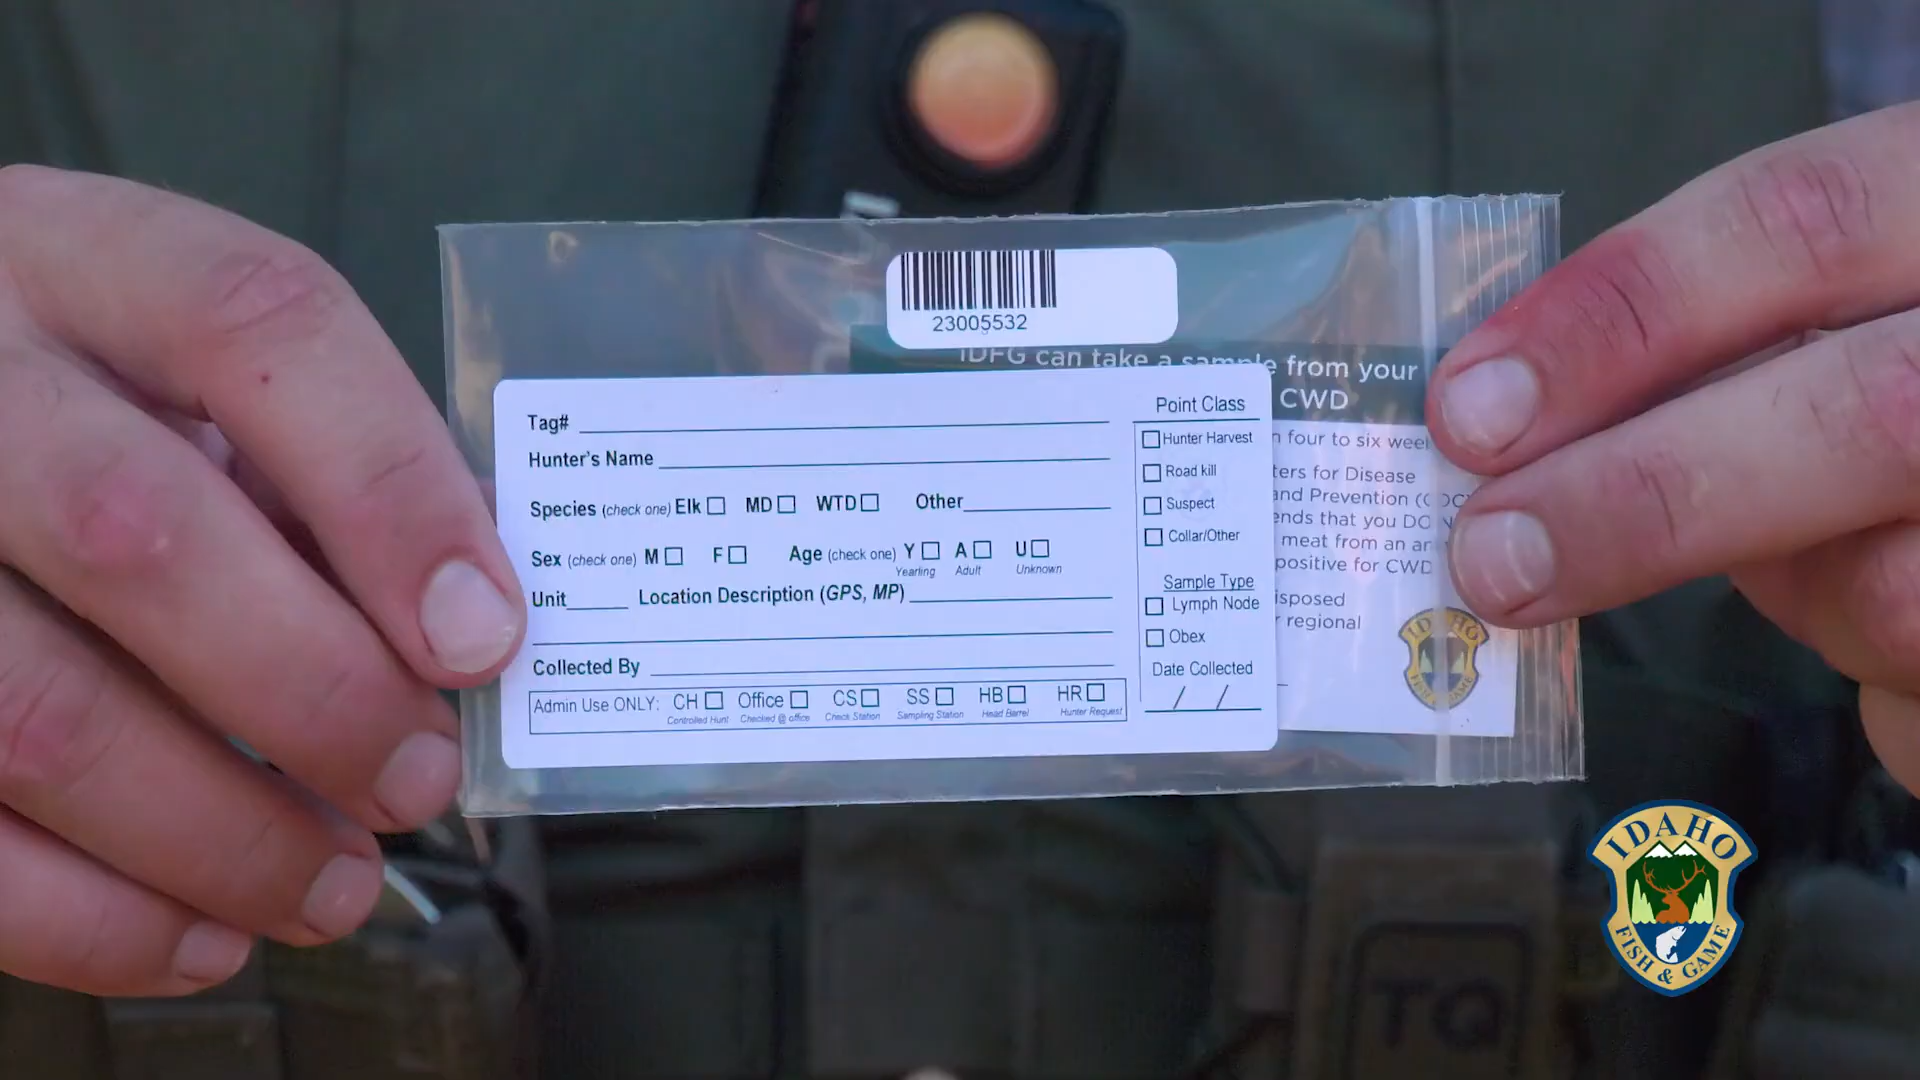 23005532
IDFG can take a sample from your
CWD
n four to six wee
ters for Disease
and Prevention (CDC)
ends that you DO N
meat from an an
positive for CWD
isposed
r regional
IDAHO
FISH & GAME
Tag#
Hunter's Name
Species (check one) Elk MD WTD Other
Sex (check one) M F Age (check one) Y A U
Yearling Adult Unknown
Unit Location Description (GPS, MP)
Collected By
Admin Use ONLY: CH Office CS SS HB HR
Controlled Hunt Checked @ office Check Station Sampling Station Head Barrel Hunter Request
Point Class
Hunter Harvest
Road kill
Suspect
Collar/Other
Sample Type
Lymph Node
Obex
Date Collected
/ /
TQ
IDAHO
FISH & GAME